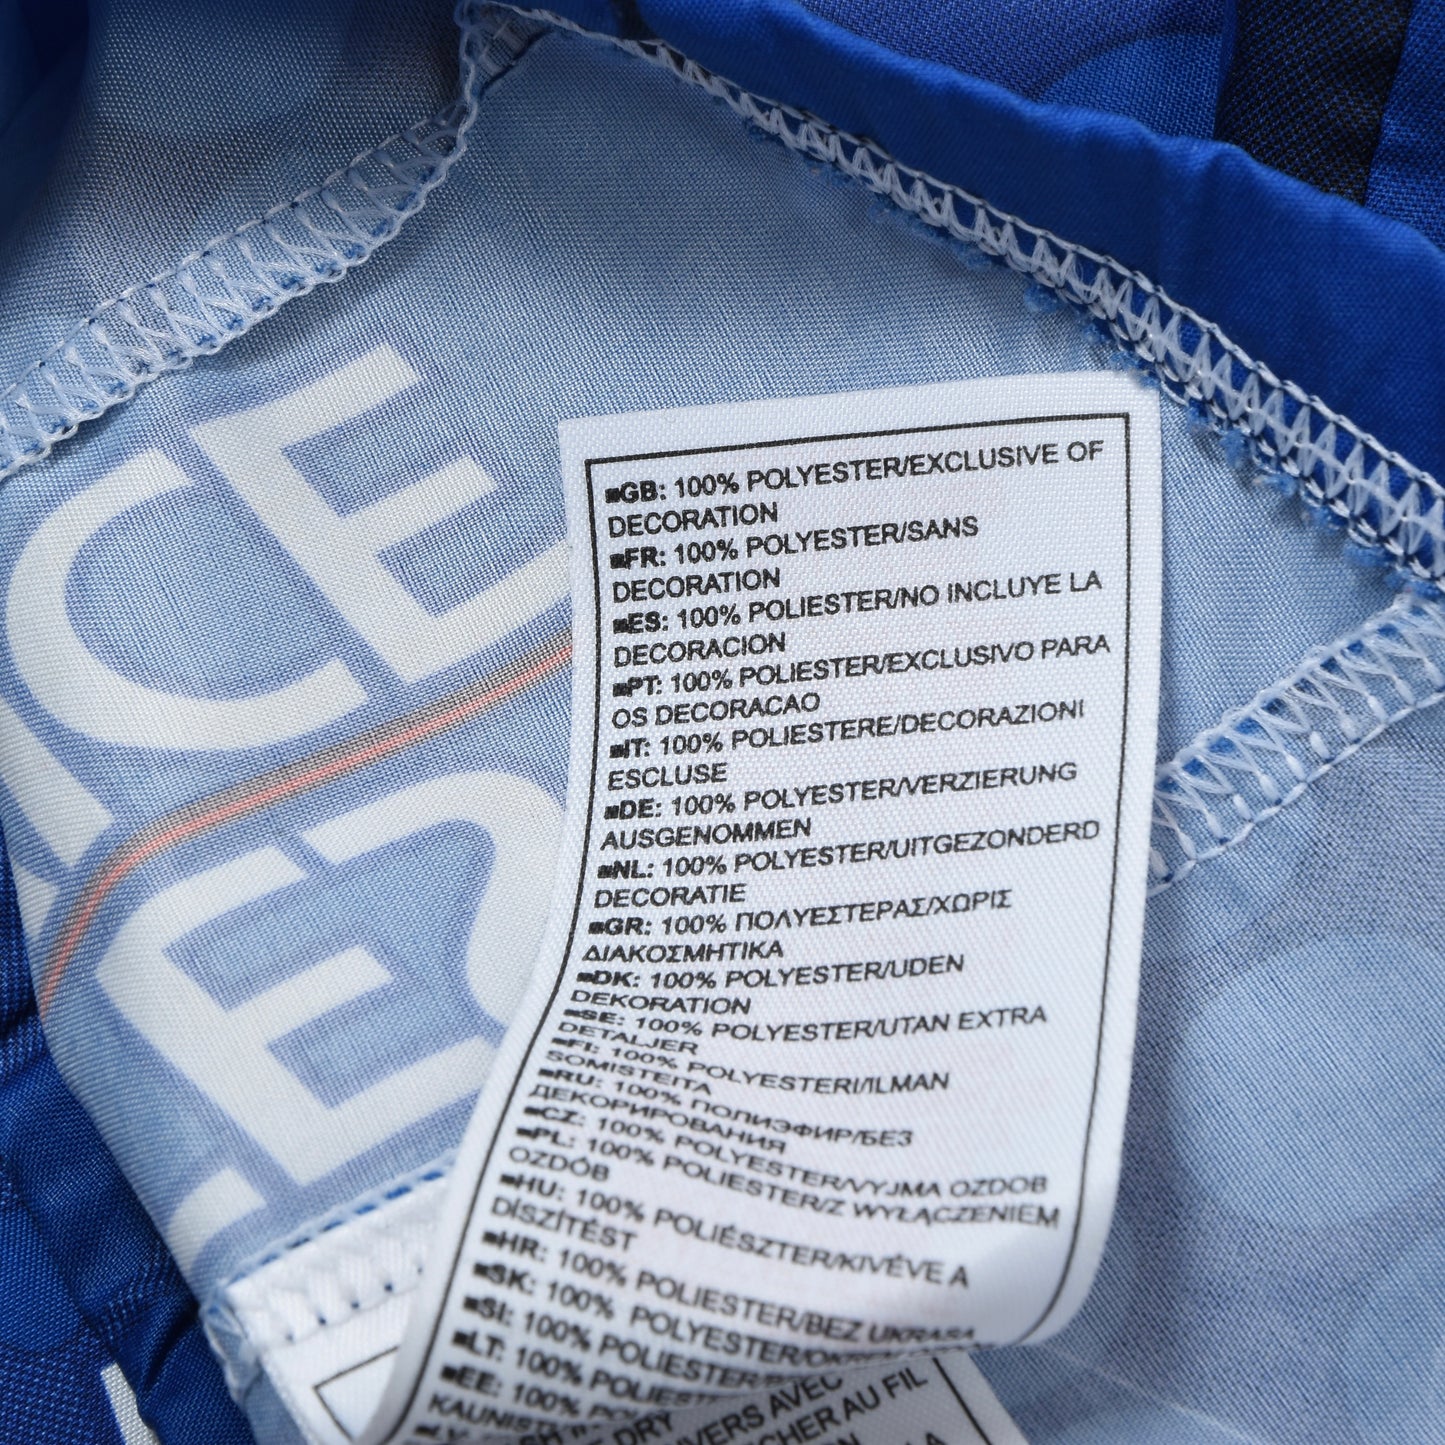 ■GB: 100% POLYESTER/EXCLUSIVE OF
DECORATION
■FR: 100% POLYESTER/SANS
DECORATION
■ES: 100% POLIESTER/NO INCLUYE LA
DECORACION
■PT: 100% POLIESTER/EXCLUSIVO PARA
OS DECORACAO
■IT: 100% POLIESTERE/DECORAZIONI
ESCLUSE
■DE: 100% POLYESTER/VERZIERUNG
AUSGENOMMEN
■NL: 100% POLYESTER/UITGEZONDERD
DECORATIE
■GR: 100% ΠΟΛΥΕΣΤΕΡΑΣ/ΧΩΡΙΣ
ΔΙΑΚΟΣΜΗΤΙΚΑ
■DK: 100% POLYESTER/UDEN
DEKORATION
■SE: 100% POLYESTER/UTAN EXTRA
DETALJER
■FI: 100% POLYESTERI/ILMAN
SOMISTEITA
■RU: 100% ПОЛИЭФИР/БЕЗ
ДЕКОРИРОВАНИЯ
■CZ: 100% POLYESTER/VYJMA OZDOB
■PL: 100% POLIESTER/Z WYŁĄCZENIEM
OZDÓB
■HU: 100% POLIÉSZTER/KIVÉVE A
DÍSZÍTÉST
■HR: 100% POLIESTER/BEZ UKRASA
■SK: 100% POLYESTER/
■SI: 100% POLIESTER/
■LT: 100% POLIESTER/
■EE: 100%
DRY
AVEC
AU FIL